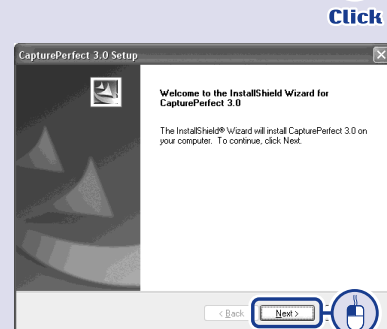 Click
CapturePerfect 3.0 Setup
Welcome to the InstallShield Wizard for
CapturePerfect 3.0
The InstallShield® Wizard will install CapturePerfect 3.0 on
your computer. To continue, click Next.
< Back Next >